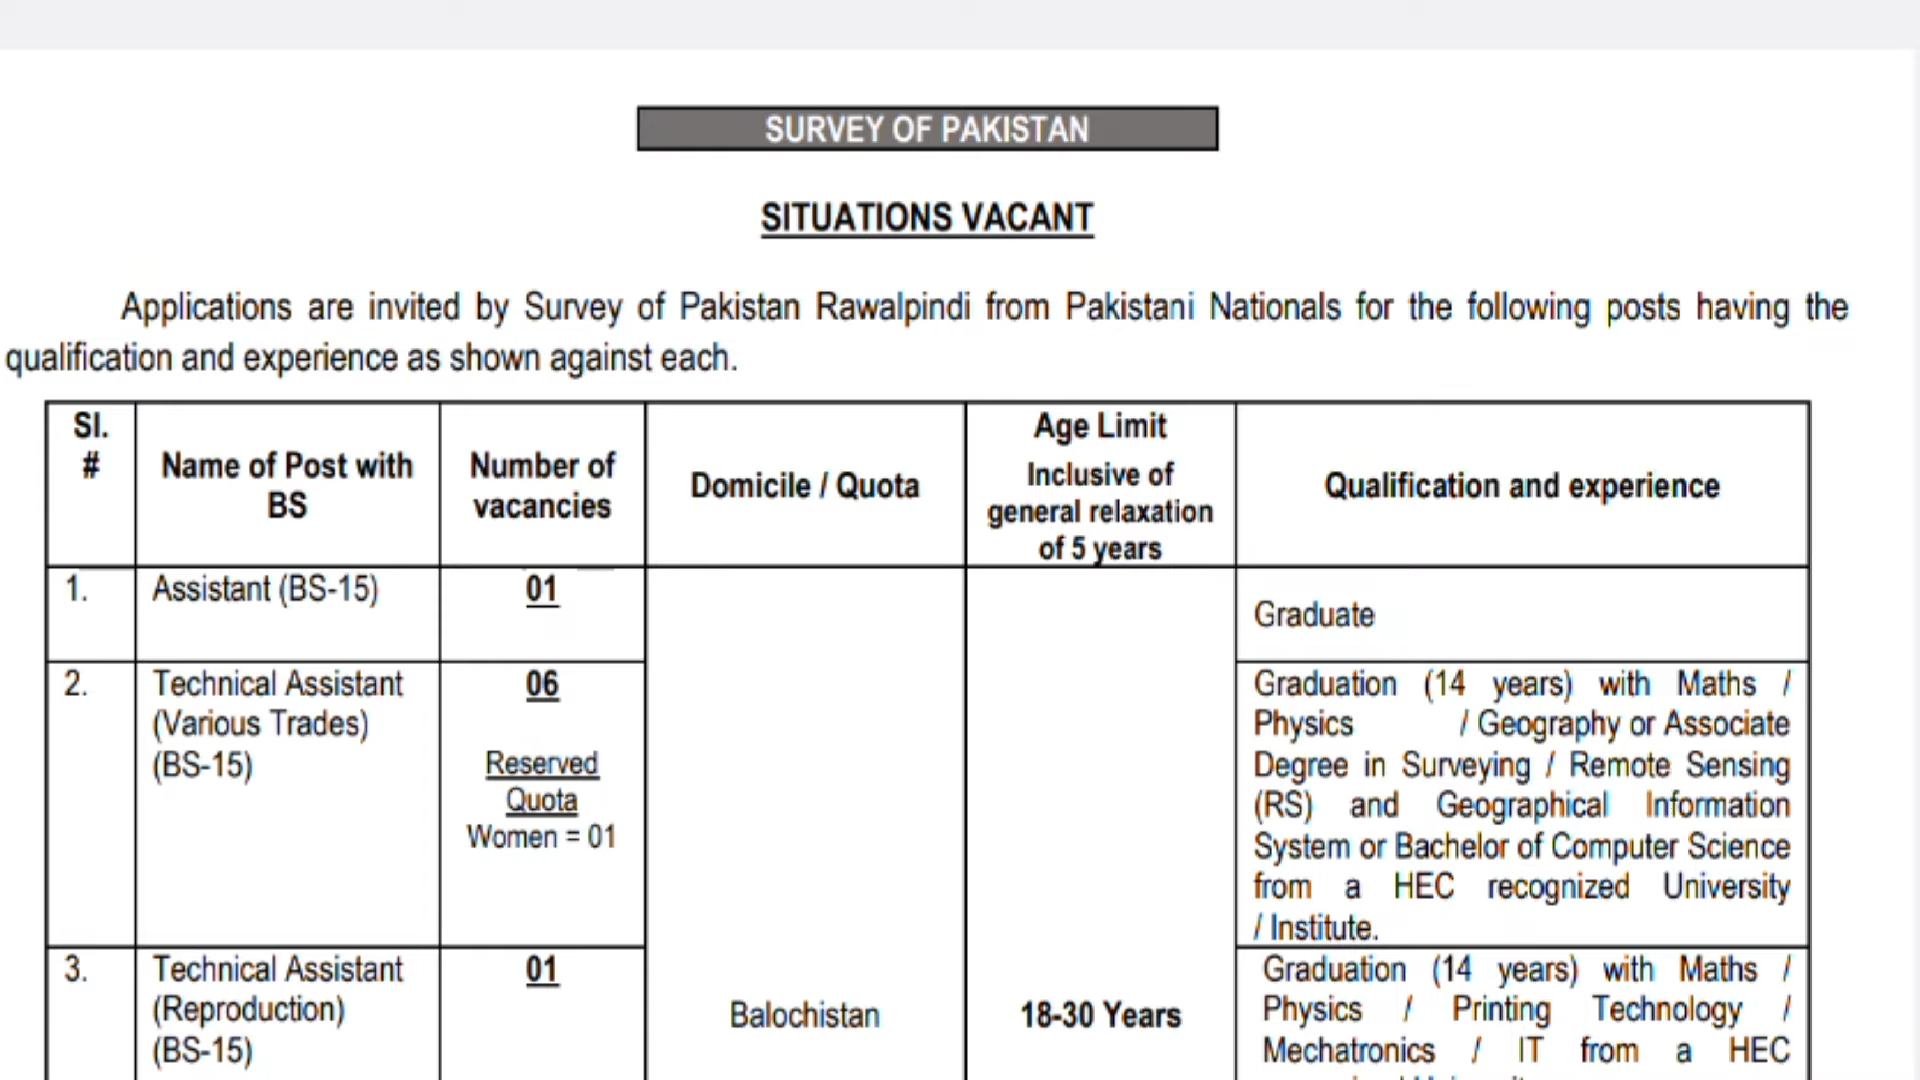 SURVEY OF PAKISTAN
SITUATIONS VACANT
Applications are invited by Survey of Pakistan Rawalpindi from Pakistani Nationals for the following posts having the
qualification and experience as shown against each.
Sl.
#
Name of Post with
BS
Number of
vacancies
Domicile / Quota
Age Limit
Inclusive of
general relaxation
of 5 years
Qualification and experience
1.
Assistant (BS-15)
01
Graduate
2.
Technical Assistant
(Various Trades)
(BS-15)
06
Reserved
Quota
Women = 01
Graduation (14 years) with Maths /
Physics / Geography or Associate
Degree in Surveying / Remote Sensing
(RS) and Geographical Information
System or Bachelor of Computer Science
from a HEC recognized University
/ Institute.
3.
Technical Assistant
(Reproduction)
(BS-15)
01
Balochistan
18-30 Years
Graduation (14 years) with Maths /
Physics / Printing Technology /
Mechatronics / IT from a HEC